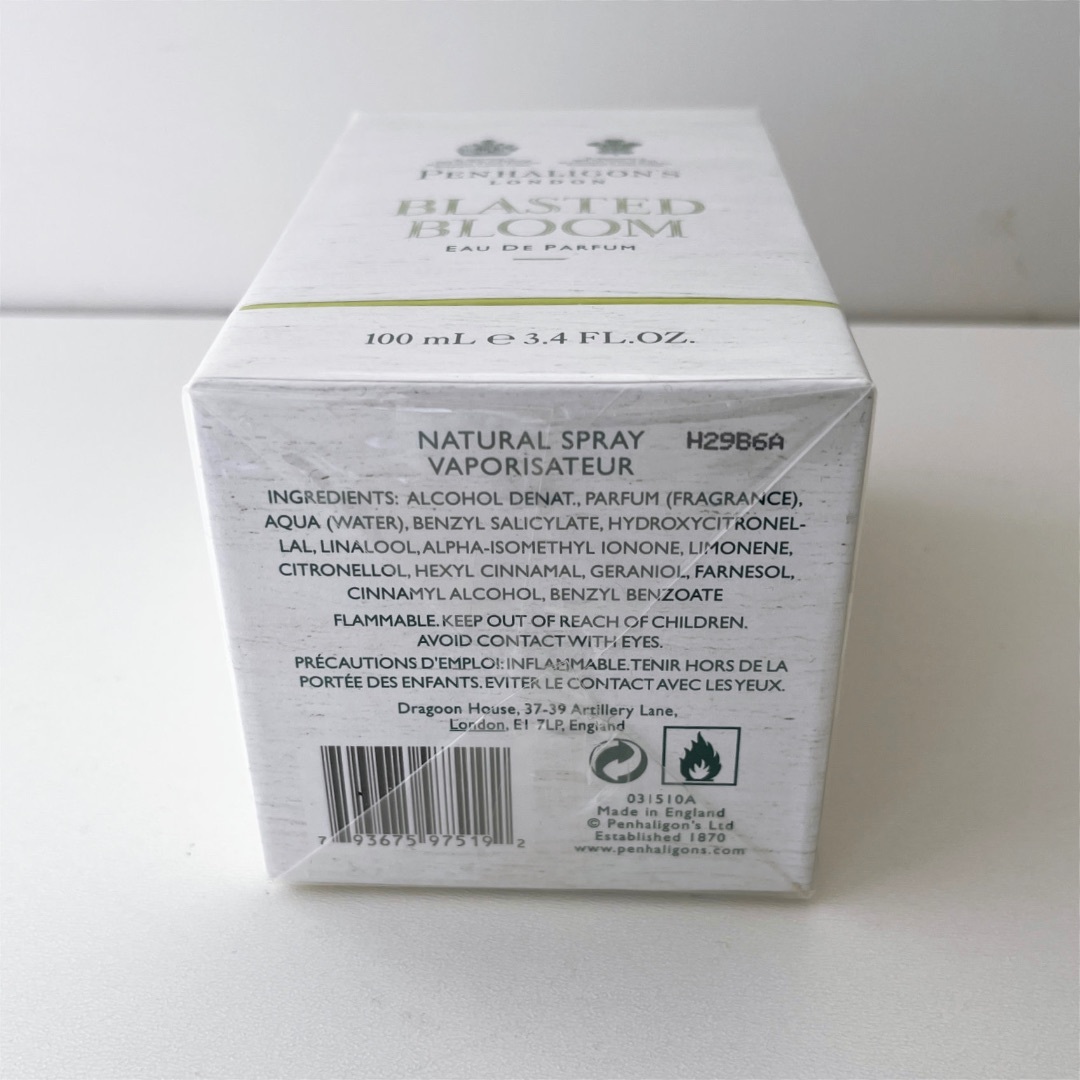 PENHALIGON'S
LONDON
BLASTED
BLOOM
EAU DE PARFUM
100 mL ℮ 3.4 FL.OZ.
NATURAL SPRAY H29B6A
VAPORISATEUR
INGREDIENTS: ALCOHOL DENAT., PARFUM (FRAGRANCE),
AQUA (WATER), BENZYL SALICYLATE, HYDROXYCITRONEL-
LAL, LINALOOL, ALPHA-ISOMETHYL IONONE, LIMONENE,
CITRONELLOL, HEXYL CINNAMAL, GERANIOL, FARNESOL,
CINNAMYL ALCOHOL, BENZYL BENZOATE
FLAMMABLE. KEEP OUT OF REACH OF CHILDREN.
AVOID CONTACT WITH EYES.
PRÉCAUTIONS D'EMPLOI: INFLAMMABLE. TENIR HORS DE LA
PORTÉE DES ENFANTS. EVITER LE CONTACT AVEC LES YEUX.
Dragoon House, 37-39 Artillery Lane,
London, E1 7LP, England
031510A
Made in England
© Penhaligon's Ltd
Established 1870
www.penhaligons.com
7 93675 97519 2